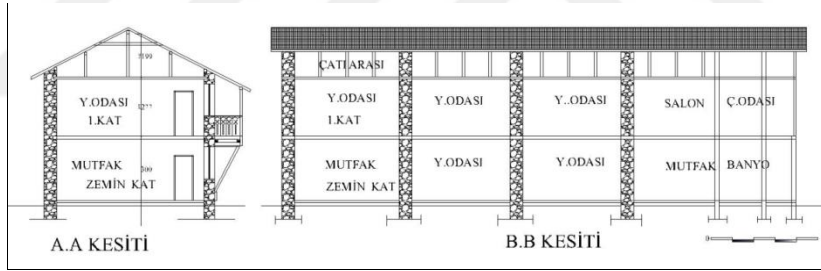 Y.ODASI
1.KAT
MUTFAK
ZEMİN KAT
A.A KESİTİ
ÇATI ARASI
Y.ODASI
1.KAT
Y.ODASI
Y..ODASI
SALON
Ç.ODASI
MUTFAK
ZEMİN KAT
Y.ODASI
Y.ODASI
MUTFAK
BANYO
B.B KESİTİ